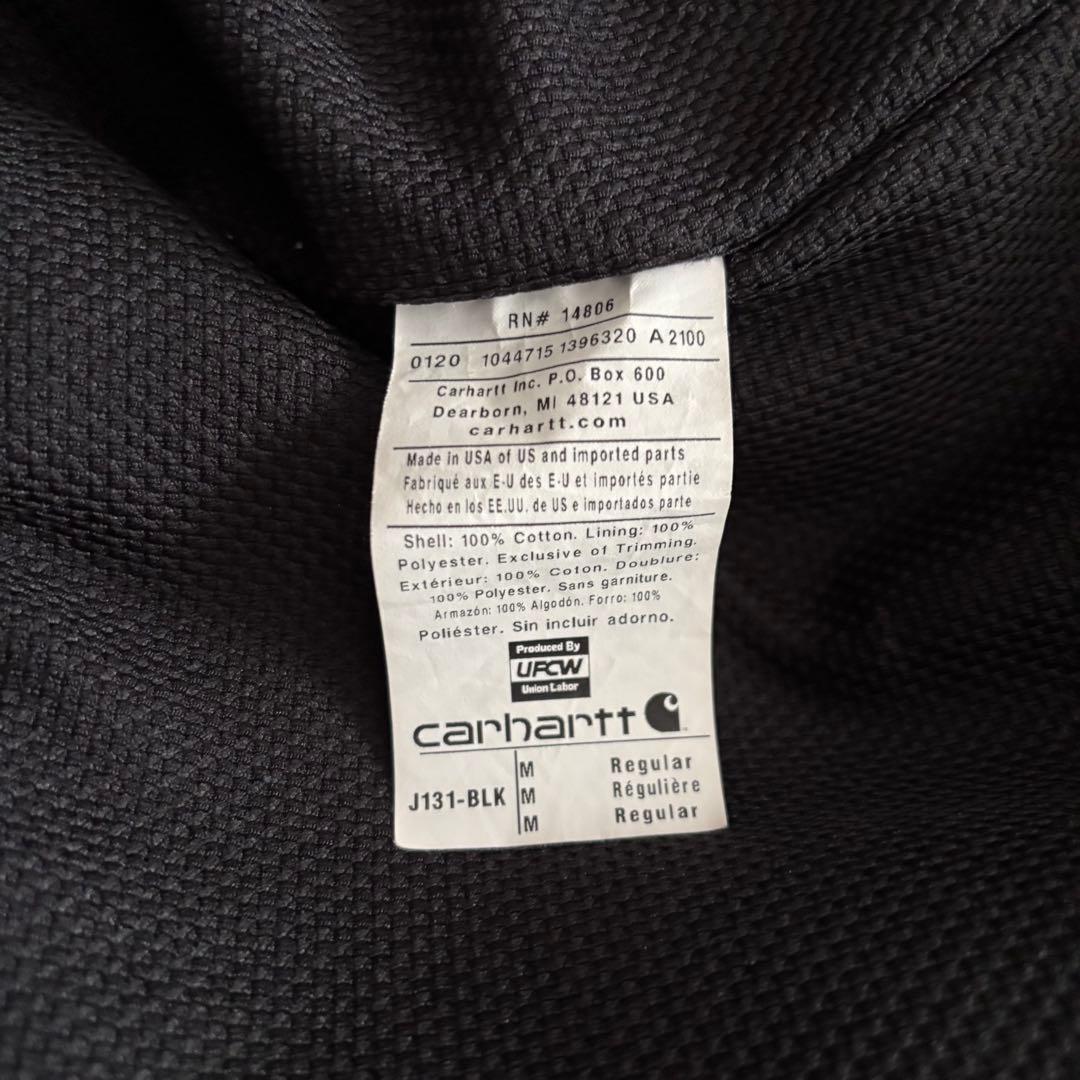 RN# 14806
0120 1044715 1396320 A 2100
Carhartt Inc. P.O. Box 600
Dearborn, MI 48121 USA
carhartt.com
Made in USA of US and imported parts
Fabriqué aux E-U des E-U et importés partie
Hecho en los EE.UU. de US e importados parte
Shell: 100% Cotton. Lining: 100%
Polyester. Exclusive of Trimming.
Extérieur: 100% Coton. Doublure:
100% Polyester. Sans garniture.
Armazón: 100% Algodón. Forro: 100%
Poliéster. Sin incluir adorno.
Produced By
UFCW
Union Labor
carhartt
M Regular
J131-BLK M Régulière
M Regular